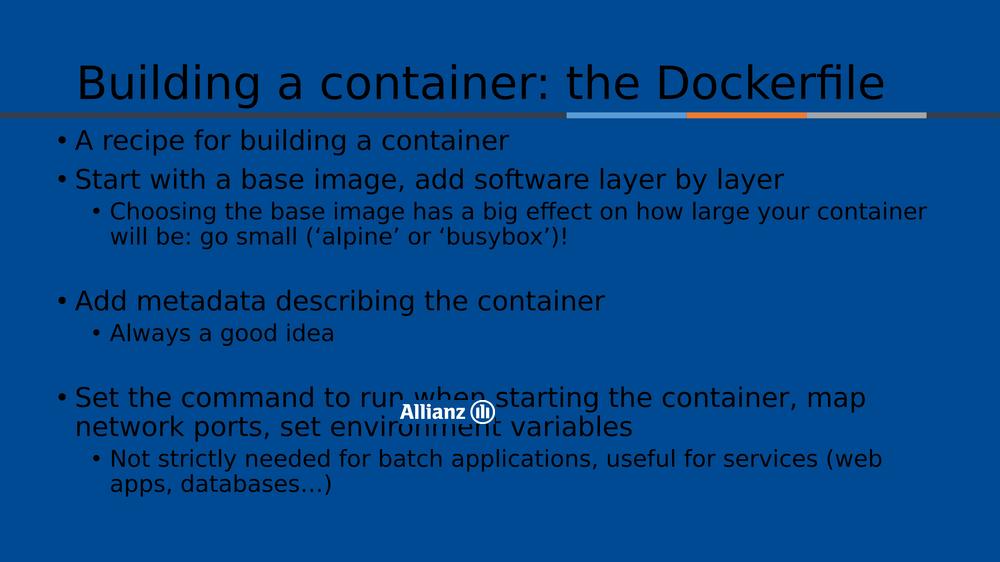 Building a container: the Dockerfile
• A recipe for building a container
• Start with a base image, add software layer by layer
• Choosing the base image has a big effect on how large your container
will be: go small (‘alpine’ or ‘busybox’)!
• Add metadata describing the container
• Always a good idea
• Set the command to run when starting the container, map
Allianz
network ports, set environment variables
• Not strictly needed for batch applications, useful for services (web
apps, databases...)